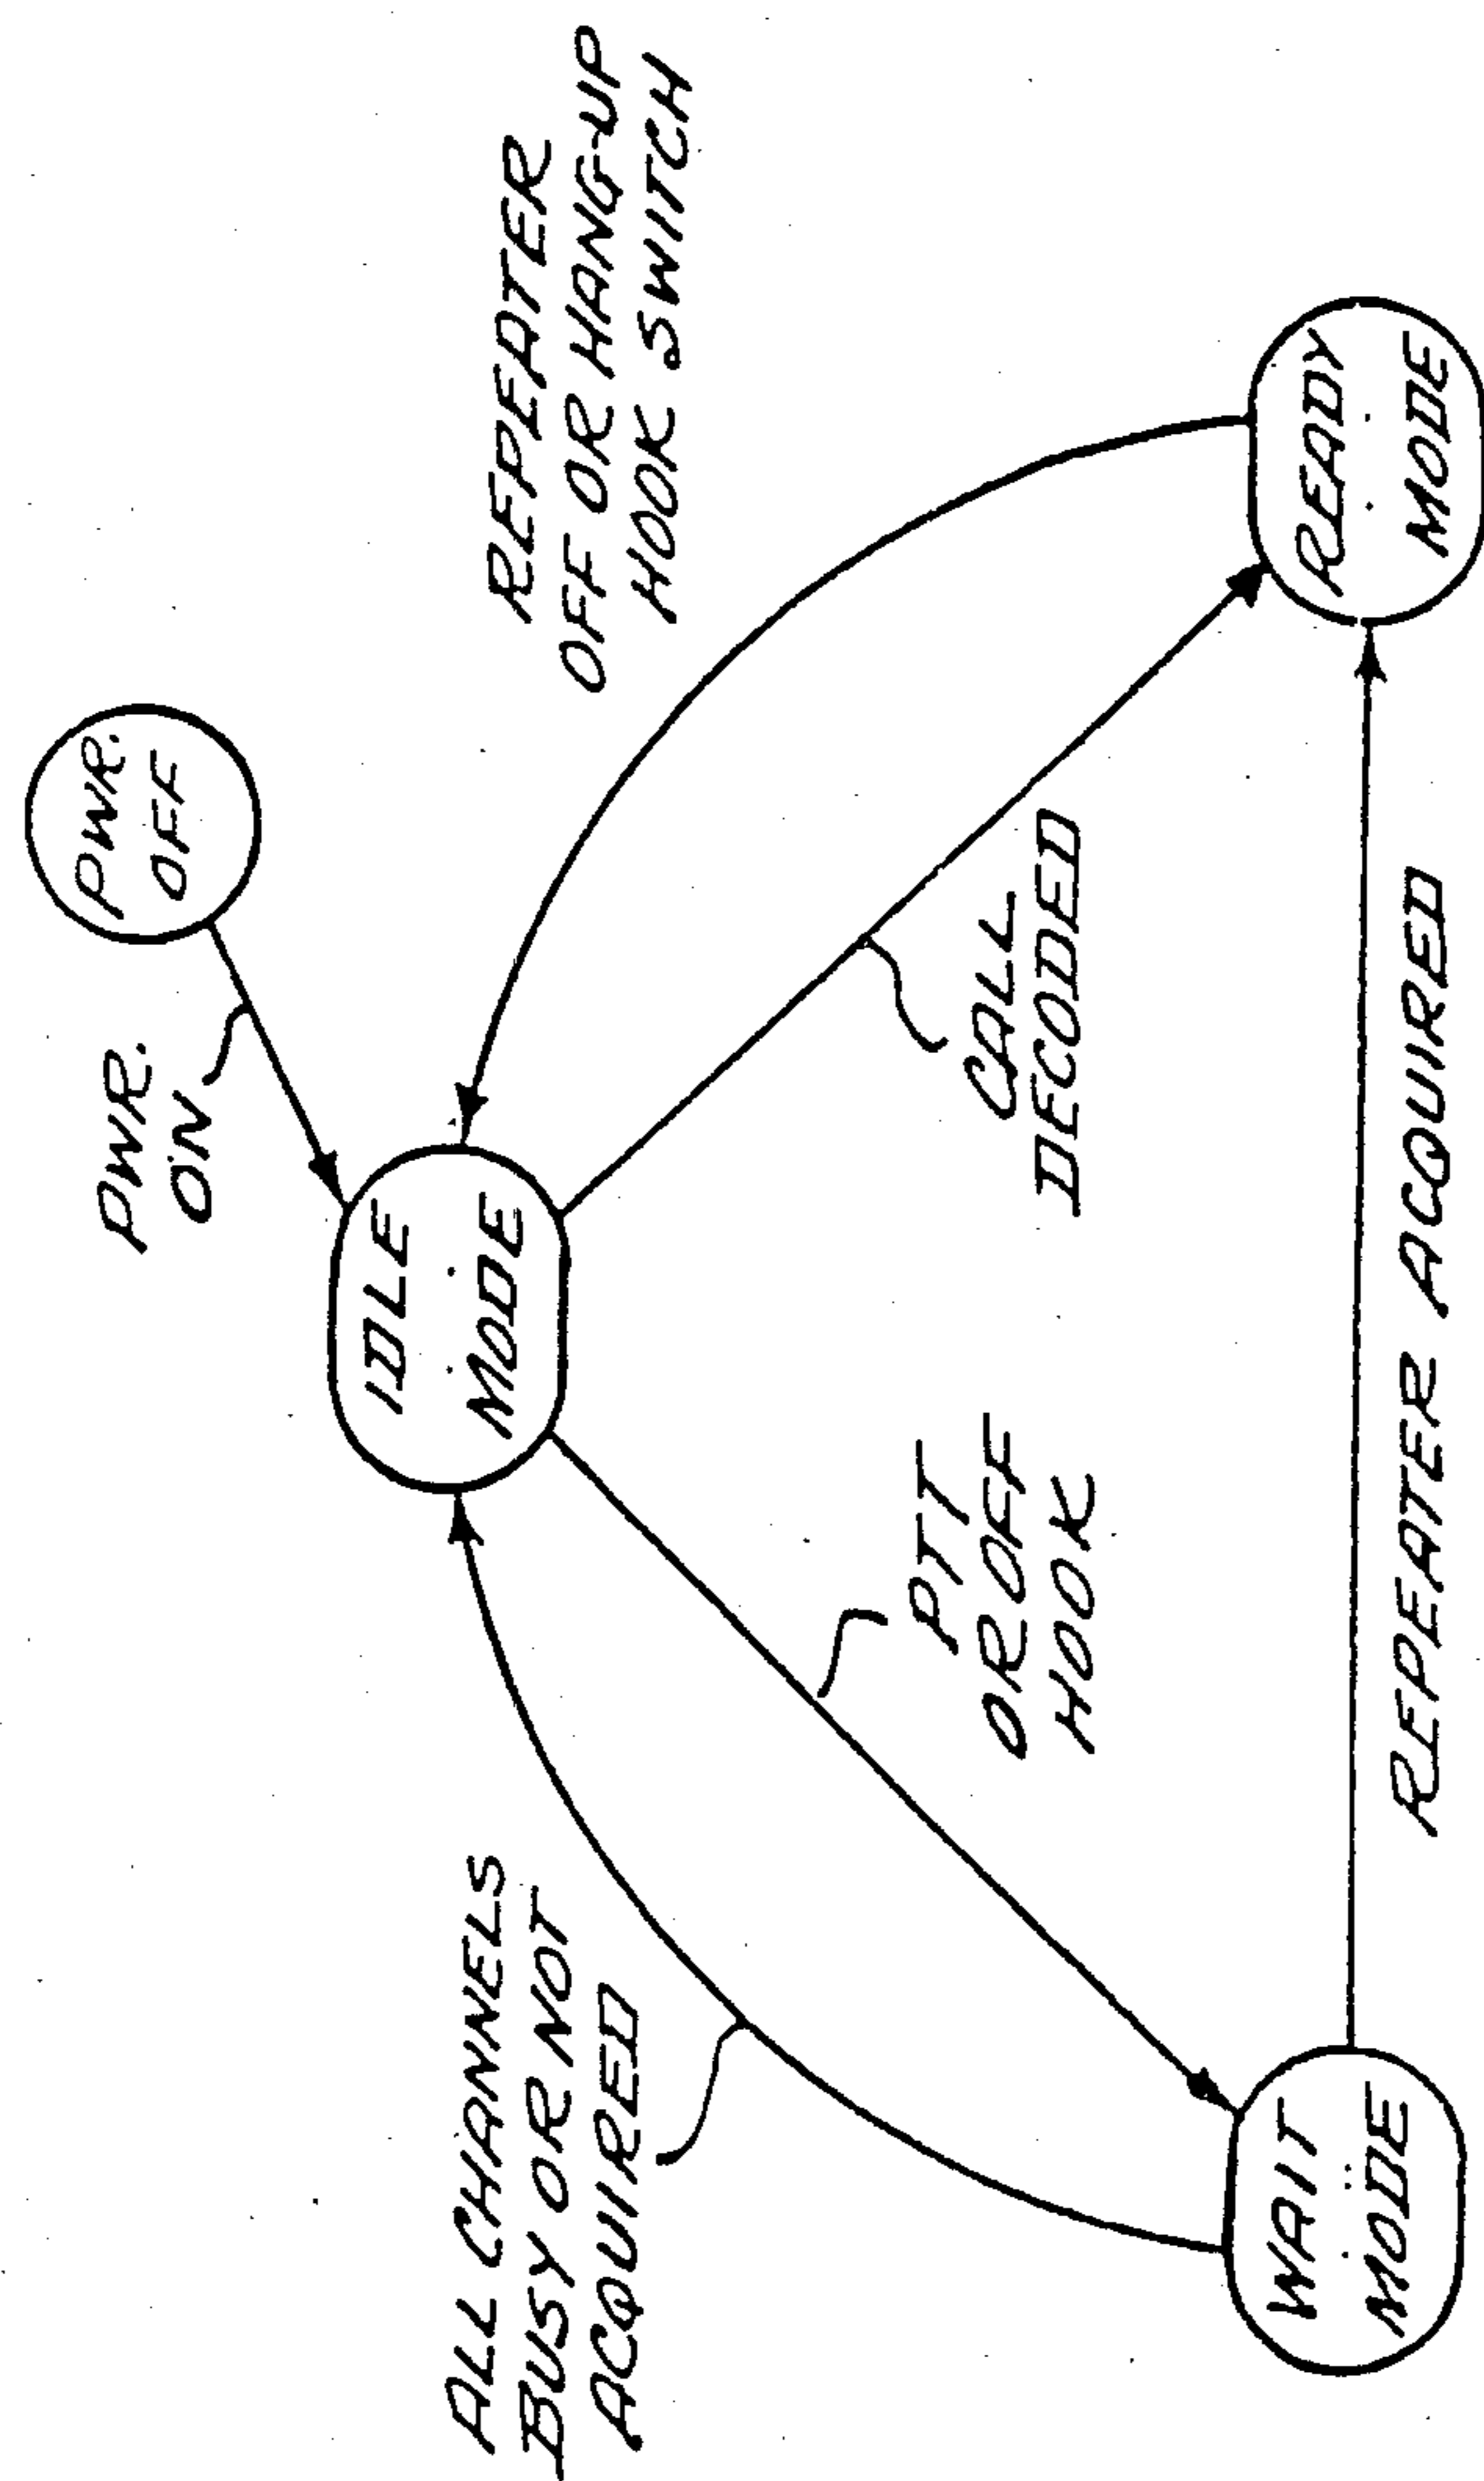 PWR.
OFF
PWR.
ON
IDLE
MODE
REPEATER
OFF OR HANG-UP
HOOK SWITCH
ALL CHANNELS
BUSY OR NOT
ACQUIRED
PTT
OR OFF
HOOK
CALL
DECODED
WAIT
MODE
REPEATER ACQUIRED
READY
MODE